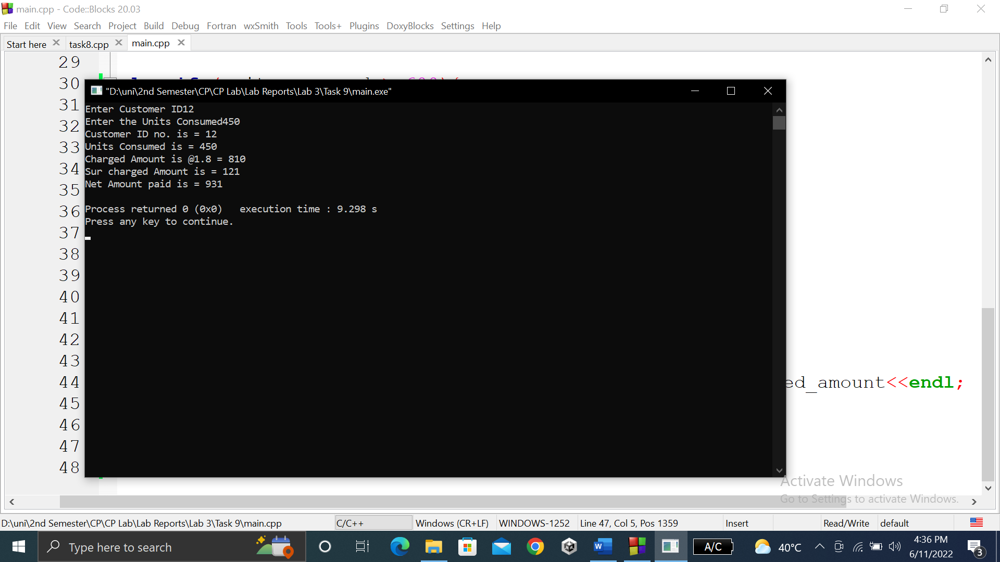 main.cpp - Code::Blocks 20.03
File Edit View Search Project Build Debug Fortran wxSmith Tools Tools+ Plugins DoxyBlocks Settings Help
Start here task8.cpp main.cpp
29
30
31
32
33
34
35
36
37
38
39
40
41
42
43
44 ed_amount<<endl;
45
46
47
48
"D:\uni\2nd Semester\CP\CP Lab\Lab Reports\Lab 3\Task 9\main.exe"
Enter Customer ID12
Enter the Units Consumed450
Customer ID no. is = 12
Units Consumed is = 450
Charged Amount is @1.8 = 810
Sur charged Amount is = 121
Net Amount paid is = 931
Process returned 0 (0x0)   execution time : 9.298 s
Press any key to continue.
Activate Windows
Go to Settings to activate Windows.
D:\uni\2nd Semester\CP\CP Lab\Lab Reports\Lab 3\Task 9\main.cpp C/C++ Windows (CR+LF) WINDOWS-1252 Line 47, Col 5, Pos 1359 Insert Read/Write default
Type here to search A/C 40°C 4:36 PM
6/11/2022 3